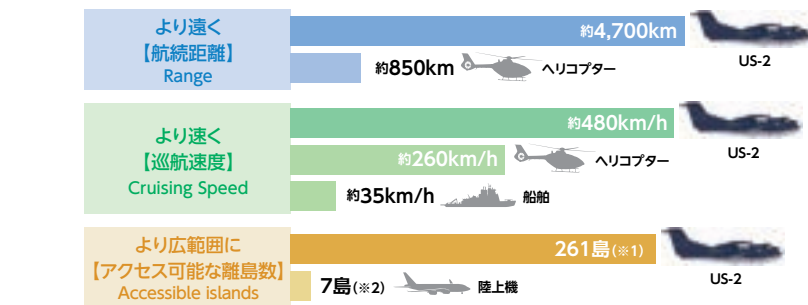 より遠く
【航続距離】
Range
約4,700km
US-2
約850km
ヘリコプター
より速く
【巡航速度】
Cruising Speed
約480km/h
US-2
約260km/h
ヘリコプター
約35km/h
船舶
より広範囲に
【アクセス可能な離島数】
Accessible islands
261島(※1)
US-2
7島(※2)
陸上機